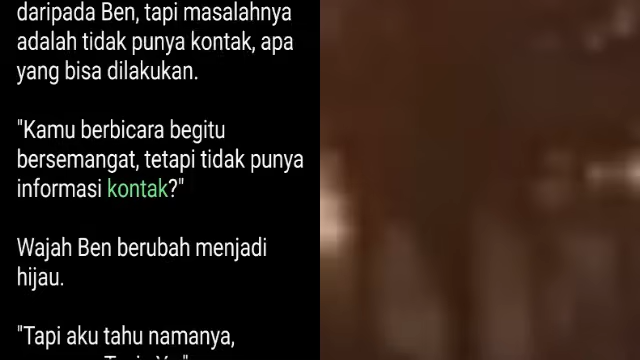 daripada Ben, tapi masalahnya
adalah tidak punya kontak, apa
yang bisa dilakukan.
"Kamu berbicara begitu
bersemangat, tetapi tidak punya
informasi kontak?"
Wajah Ben berubah menjadi
hijau.
"Tapi aku tahu namanya,